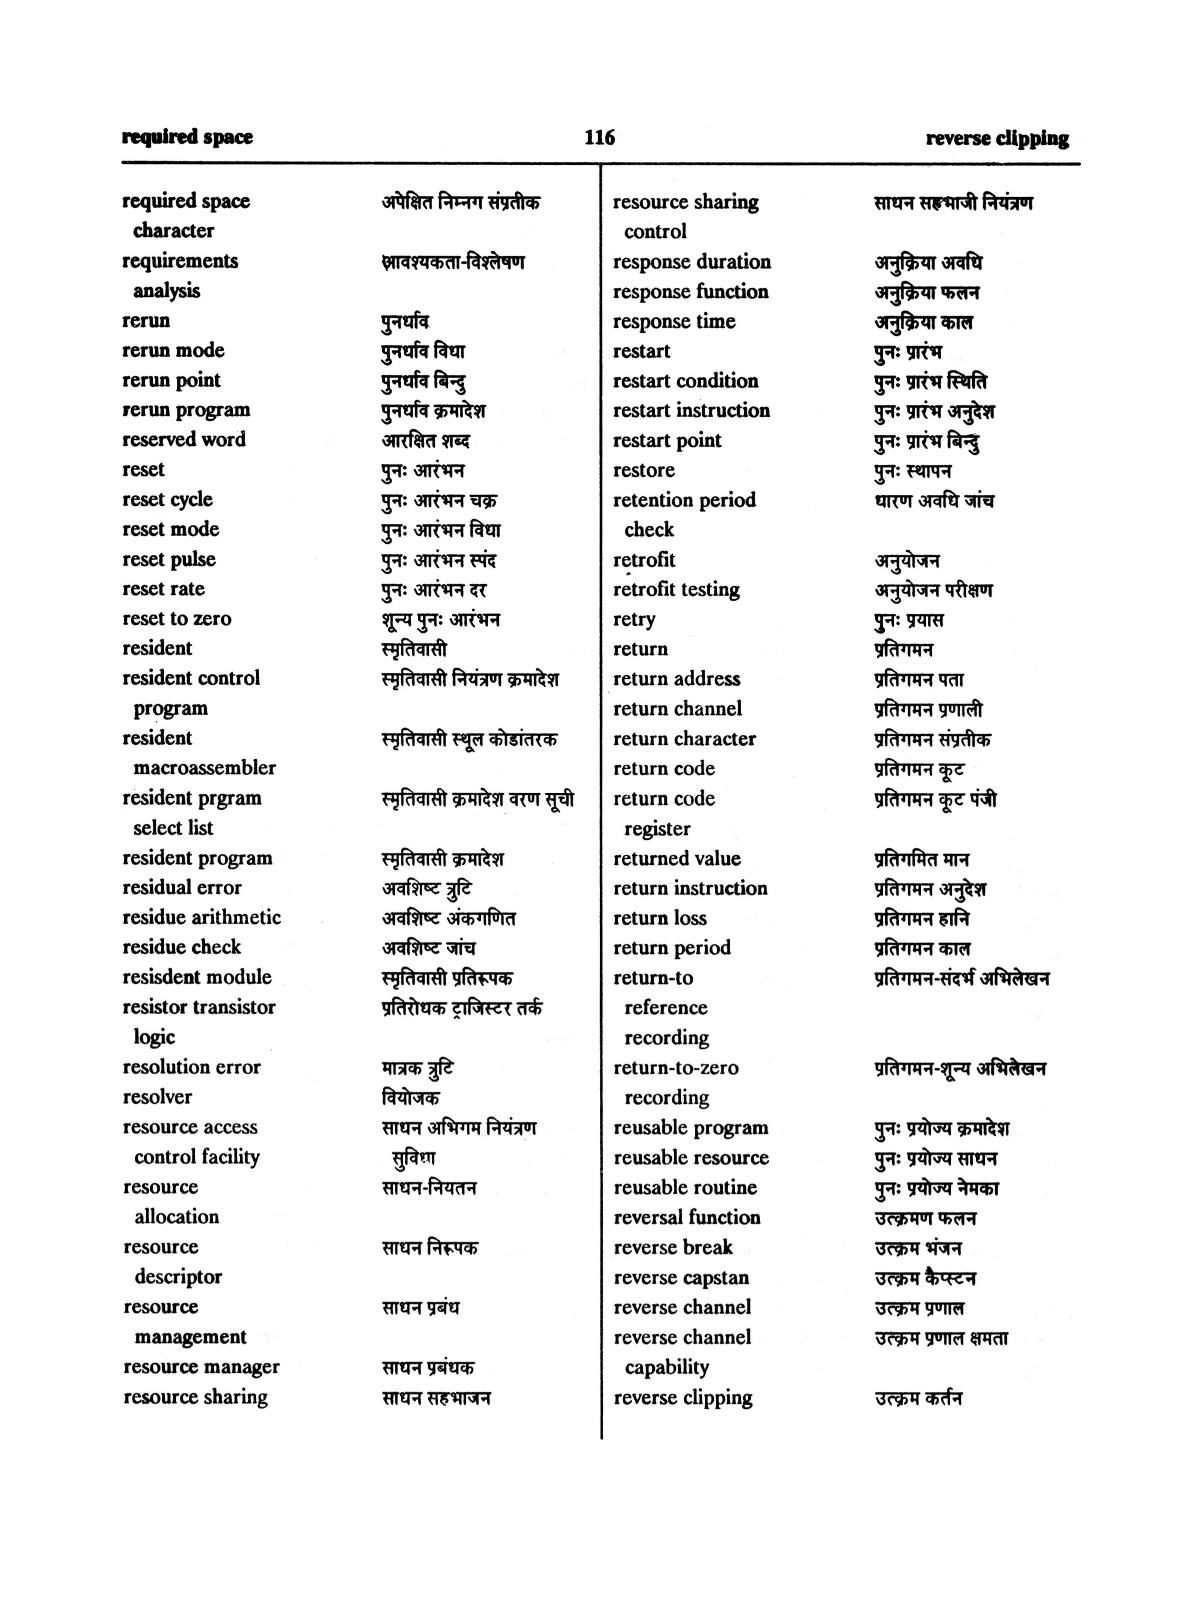 required space 116 reverse clipping
required space अपेक्षित निम्नग संप्रतीक
character
requirements आवश्यकता-विश्लेषण
analysis
rerun पुनर्धाव
rerun mode पुनर्धाव विधा
rerun point पुनर्धाव बिन्दु
rerun program पुनर्धाव क्रमादेश
reserved word आरक्षित शब्द
reset पुनः आरंभन
reset cycle पुनः आरंभन चक्र
reset mode पुनः आरंभन विधा
reset pulse पुनः आरंभन स्पंद
reset rate पुनः आरंभन दर
reset to zero शून्य पुनः आरंभन
resident स्मृतिवासी
resident control स्मृतिवासी नियंत्रण क्रमादेश
program
resident स्मृतिवासी स्थूल कोडांतरक
macroassembler
resident prgram स्मृतिवासी क्रमादेश वरण सूची
select list
resident program स्मृतिवासी क्रमादेश
residual error अवशिष्ट त्रुटि
residue arithmetic अवशिष्ट अंकगणित
residue check अवशिष्ट जांच
resisdent module स्मृतिवासी प्रतिरूपक
resistor transistor प्रतिरोधक ट्रांजिस्टर तर्क
logic
resolution error मात्रक त्रुटि
resolver वियोजक
resource access साधन अभिगम नियंत्रण
control facility सुविधा
resource साधन-नियतन
allocation
resource साधन निरूपक
descriptor
resource साधन प्रबंध
management
resource manager साधन प्रबंधक
resource sharing साधन सहभाजन
resource sharing साधन सहभाजी नियंत्रण
control
response duration अनुक्रिया अवधि
response function अनुक्रिया फलन
response time अनुक्रिया काल
restart पुनः प्रारंभ
restart condition पुनः प्रारंभ स्थिति
restart instruction पुनः प्रारंभ अनुदेश
restart point पुनः प्रारंभ बिन्दु
restore पुनः स्थापन
retention period धारण अवधि जांच
check
retrofit अनुयोजन
retrofit testing अनुयोजन परीक्षण
retry पुनः प्रयास
return प्रतिगमन
return address प्रतिगमन पता
return channel प्रतिगमन प्रणाली
return character प्रतिगमन संप्रतीक
return code प्रतिगमन कूट
return code प्रतिगमन कूट पंजी
register
returned value प्रतिगमित मान
return instruction प्रतिगमन अनुदेश
return loss प्रतिगमन हानि
return period प्रतिगमन काल
return-to प्रतिगमन-संदर्भ अभिलेखन
reference
recording
return-to-zero प्रतिगमन-शून्य अभिलेखन
recording
reusable program पुनः प्रयोज्य क्रमादेश
reusable resource पुनः प्रयोज्य साधन
reusable routine पुनः प्रयोज्य नेमका
reversal function उत्क्रमण फलन
reverse break उत्क्रम भंजन
reverse capstan उत्क्रम कैप्स्टन
reverse channel उत्क्रम प्रणाल
reverse channel उत्क्रम प्रणाल क्षमता
capability
reverse clipping उत्क्रम कर्तन